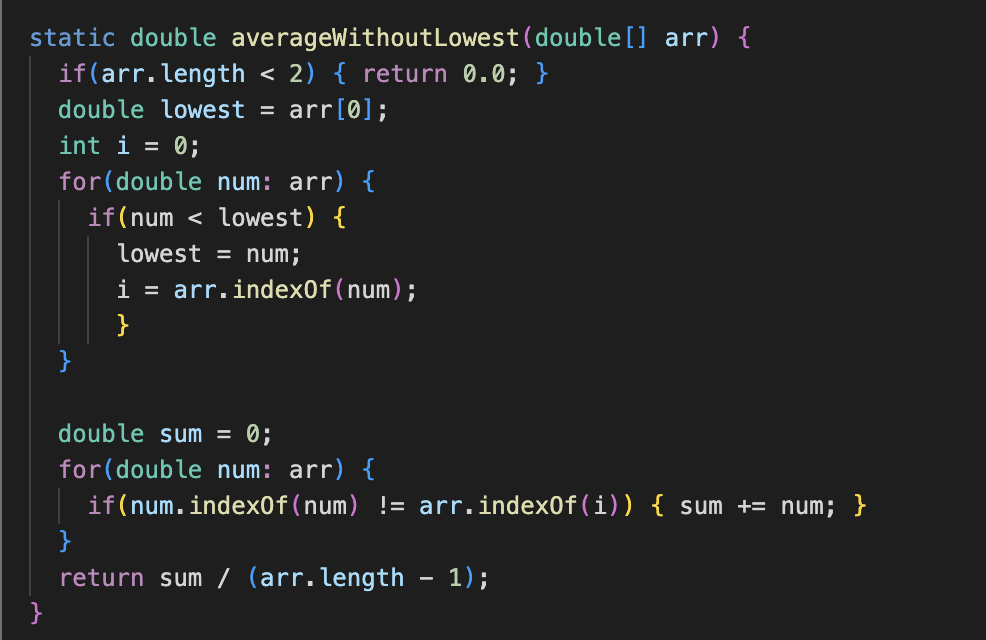 static double averageWithoutLowest(double[] arr) {
  if(arr.length < 2) { return 0.0; }
  double lowest = arr[0];
  int i = 0;
  for(double num: arr) {
    if(num < lowest) {
      lowest = num;
      i = arr.indexOf(num);
      }
  }

  double sum = 0;
  for(double num: arr) {
    if(num.indexOf(num) != arr.indexOf(i)) { sum += num; }
  }
  return sum / (arr.length - 1);
}